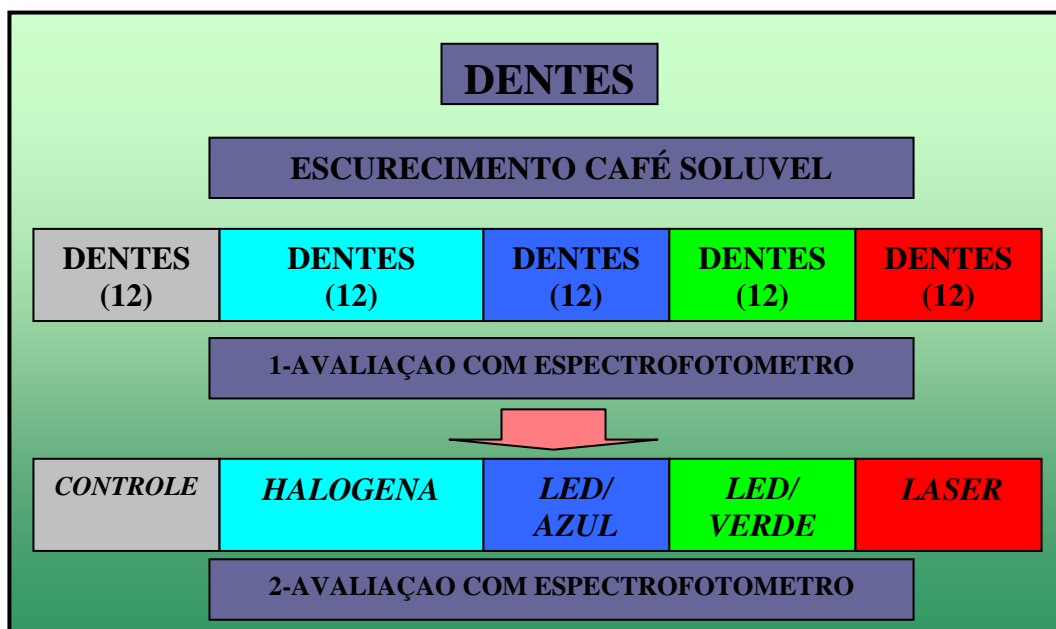 DENTES
ESCURECIMENTO CAFÉ SOLUVEL
DENTES
(12)
DENTES
(12)
DENTES
(12)
DENTES
(12)
DENTES
(12)
1-AVALIAÇAO COM ESPECTROFOTOMETRO
CONTROLE
HALOGENA
LED/
AZUL
LED/
VERDE
LASER
2-AVALIAÇAO COM ESPECTROFOTOMETRO